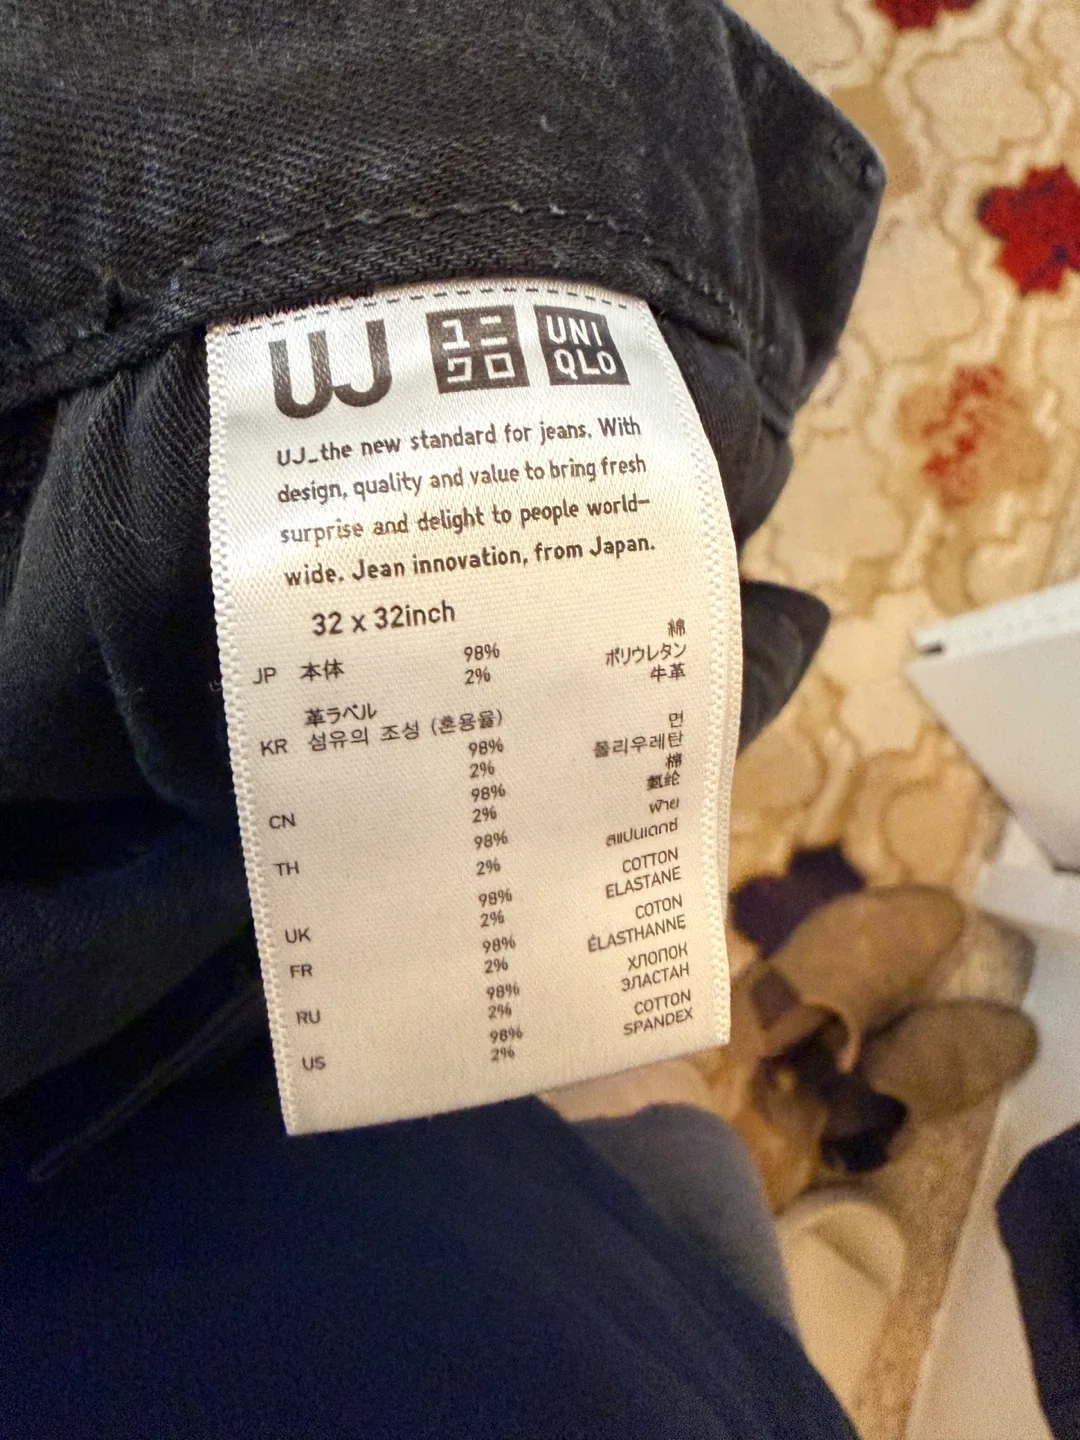 UJ ユニクロ UNIQLO
UJ_the new standard for jeans. With
design, quality and value to bring fresh
surprise and delight to people world-
wide. Jean innovation, from Japan.
32 x 32inch
JP 本体 98% 綿
2% ポリウレタン
革ラベル 牛革
KR 섬유의 조성 (혼용율)
98% 면
2% 폴리우레탄
CN 98% 棉
2% 氨纶
TH 98% ฝ้าย
2% สแปนเดกซ์
UK 98% COTTON
2% ELASTANE
FR 98% COTON
2% ÉLASTHANNE
RU 98% ХЛОПОК
2% ЭЛАСТАН
US 98% COTTON
2% SPANDEX